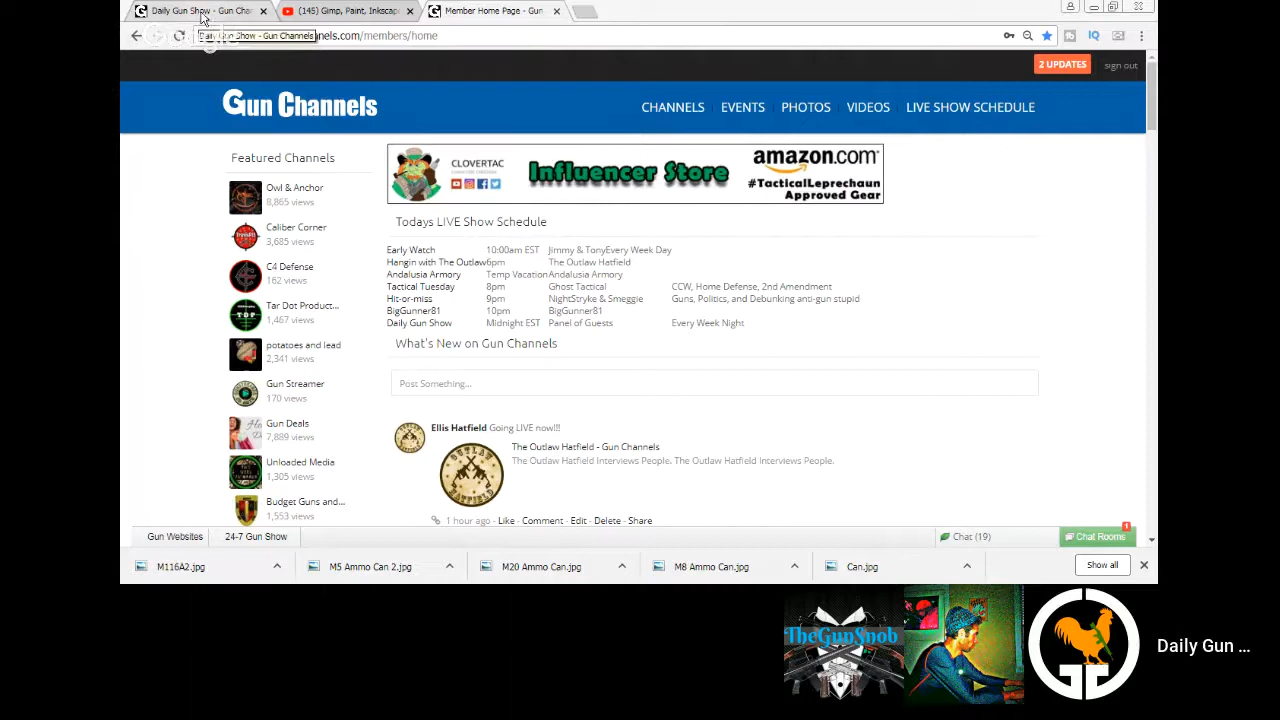 Daily Gun Show - Gun Chan
(145) Gimp, Paint, Inkscap
Member Home Page - Gun
Daily Gun Show - Gun Channels
nels.com/members/home
2 UPDATES
sign out
Gun Channels
CHANNELS
EVENTS
PHOTOS
VIDEOS
LIVE SHOW SCHEDULE
Featured Channels
Owl & Anchor
8,865 views
Caliber Corner
3,685 views
C4 Defense
162 views
Tar Dot Product...
1,467 views
potatoes and lead
2,341 views
Gun Streamer
170 views
Gun Deals
7,889 views
Unloaded Media
1,305 views
Budget Guns and...
1,553 views
CLOVERTAC
Influencer Store
amazon.com
#TacticalLeprechaun
Approved Gear
Todays LIVE Show Schedule
Early Watch 10:00am EST Jimmy & TonyEvery Week Day
Hangin with The Outlaw6pm The Outlaw Hatfield
Andalusia Armory Temp VacationAndalusia Armory
Tactical Tuesday 8pm Ghost Tactical CCW, Home Defense, 2nd Amendment
Hit-or-miss 9pm NightStryke & Smeggie Guns, Politics, and Debunking anti-gun stupid
BigGunner81 10pm BigGunner81
Daily Gun Show Midnight EST Panel of Guests Every Week Night
What's New on Gun Channels
Post Something...
Ellis Hatfield Going LIVE now!!!
The Outlaw Hatfield - Gun Channels
The Outlaw Hatfield Interviews People. The Outlaw Hatfield Interviews People.
OUTLAW
HATFIELD
1 hour ago - Like - Comment - Edit - Delete - Share
Gun Websites
24-7 Gun Show
Chat (19)
Chat Rooms
1
M116A2.jpg
M5 Ammo Can 2.jpg
M20 Ammo Can.jpg
M8 Ammo Can.jpg
Can.jpg
Show all
TheGunSnob
Daily Gun ...